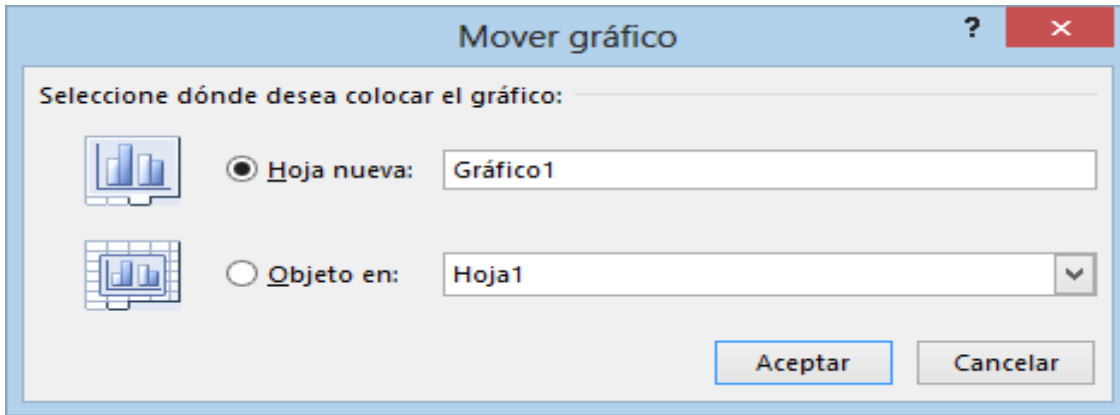 Mover gráfico
?
Seleccione dónde desea colocar el gráfico:
Hoja nueva: Gráfico1
Objeto en: Hoja1
Aceptar Cancelar